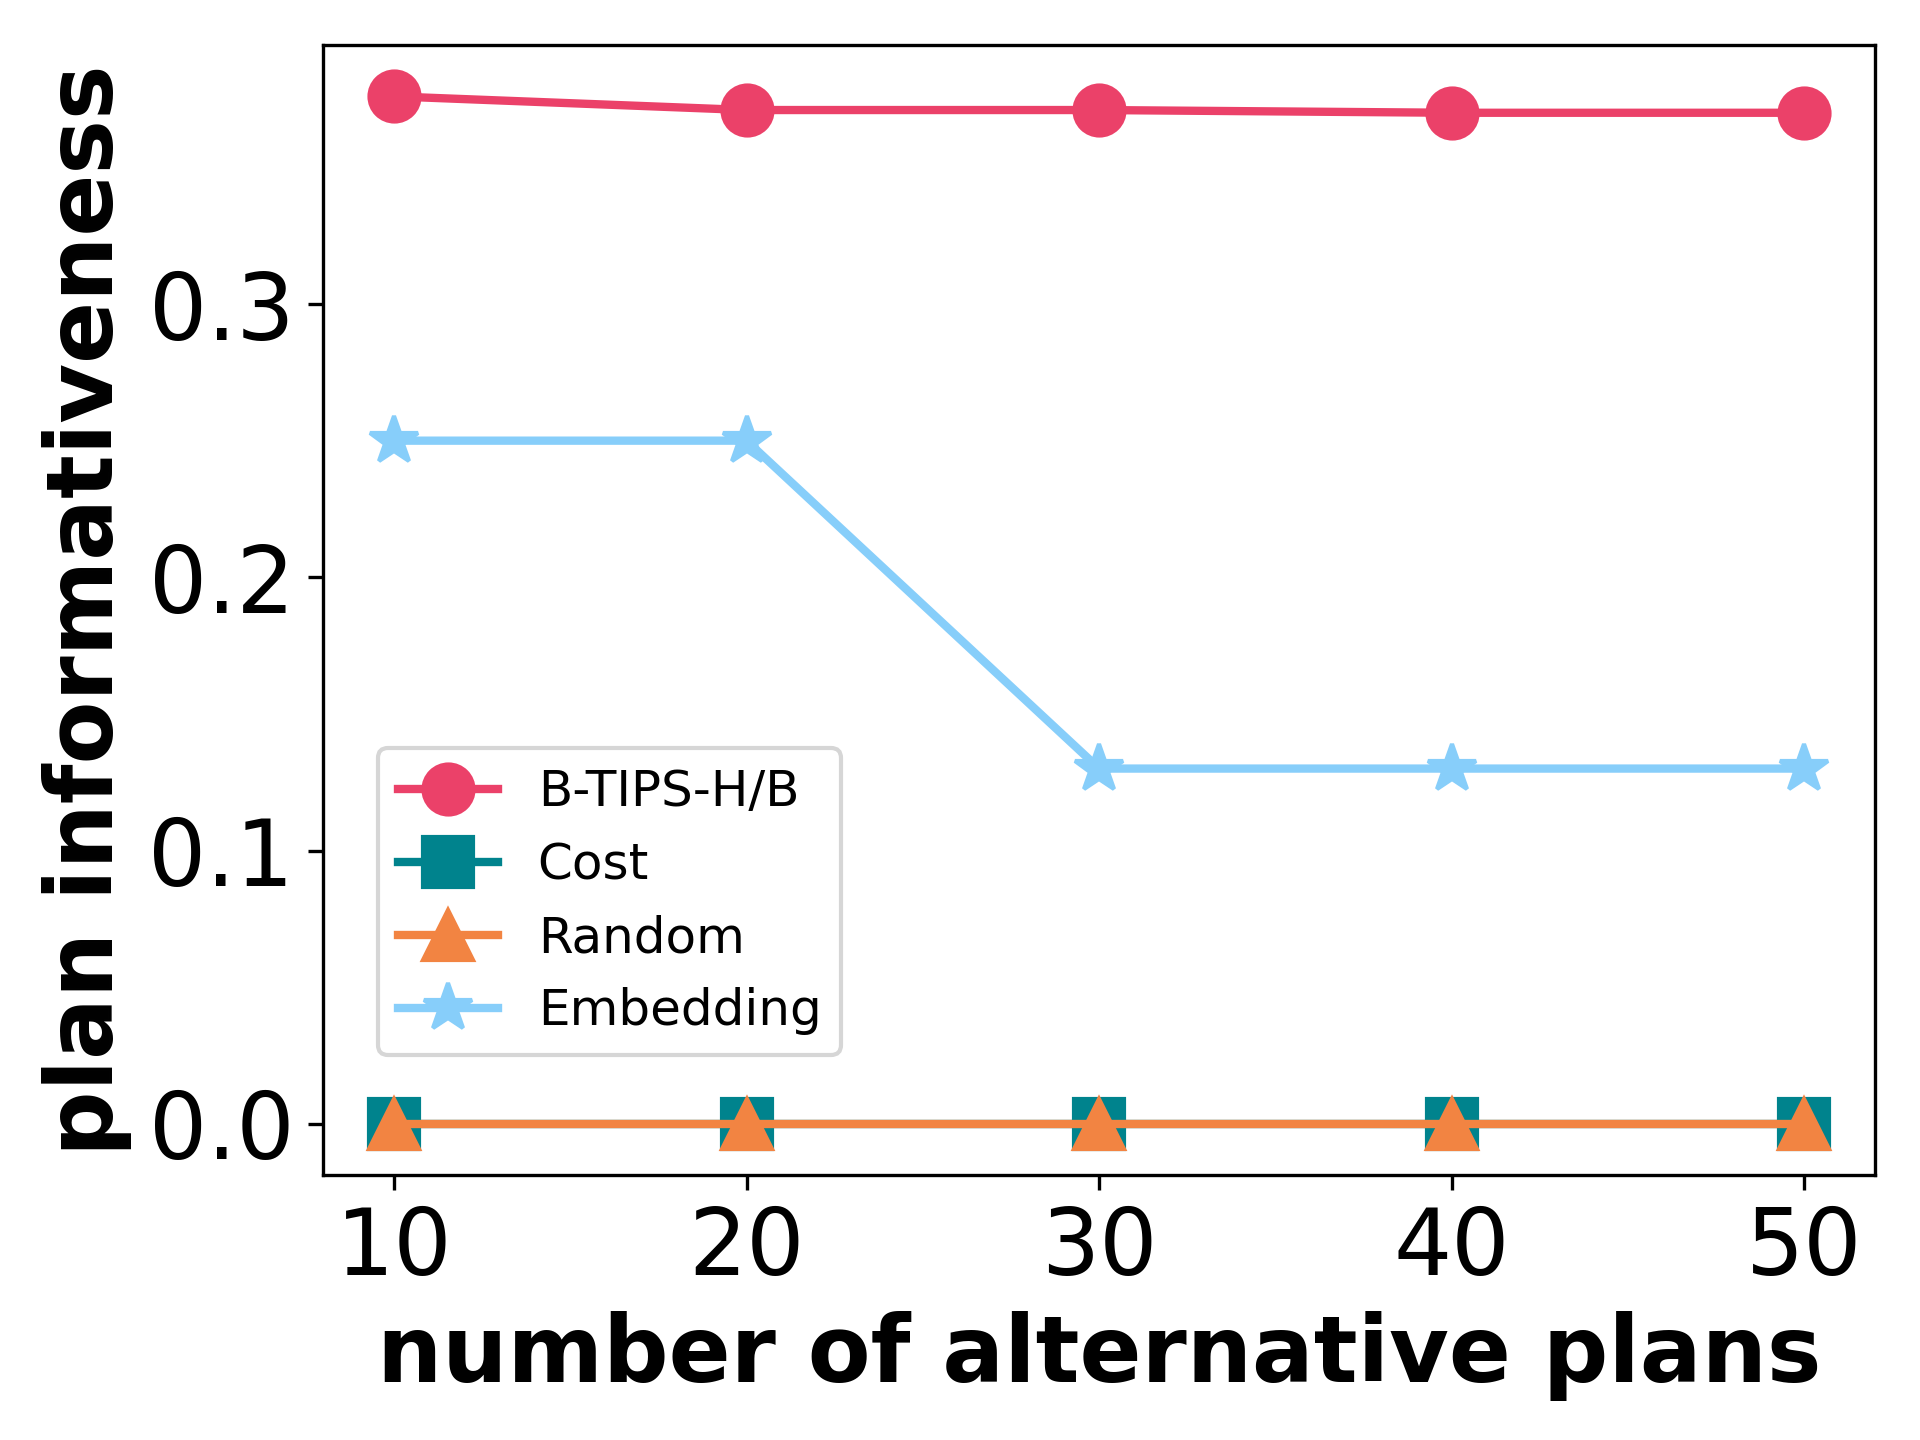 plan informativeness
0.3
0.2
0.1
0.0
B-TIPS-H/B
Cost
Random
Embedding
10 20 30 40 50
number of alternative plans